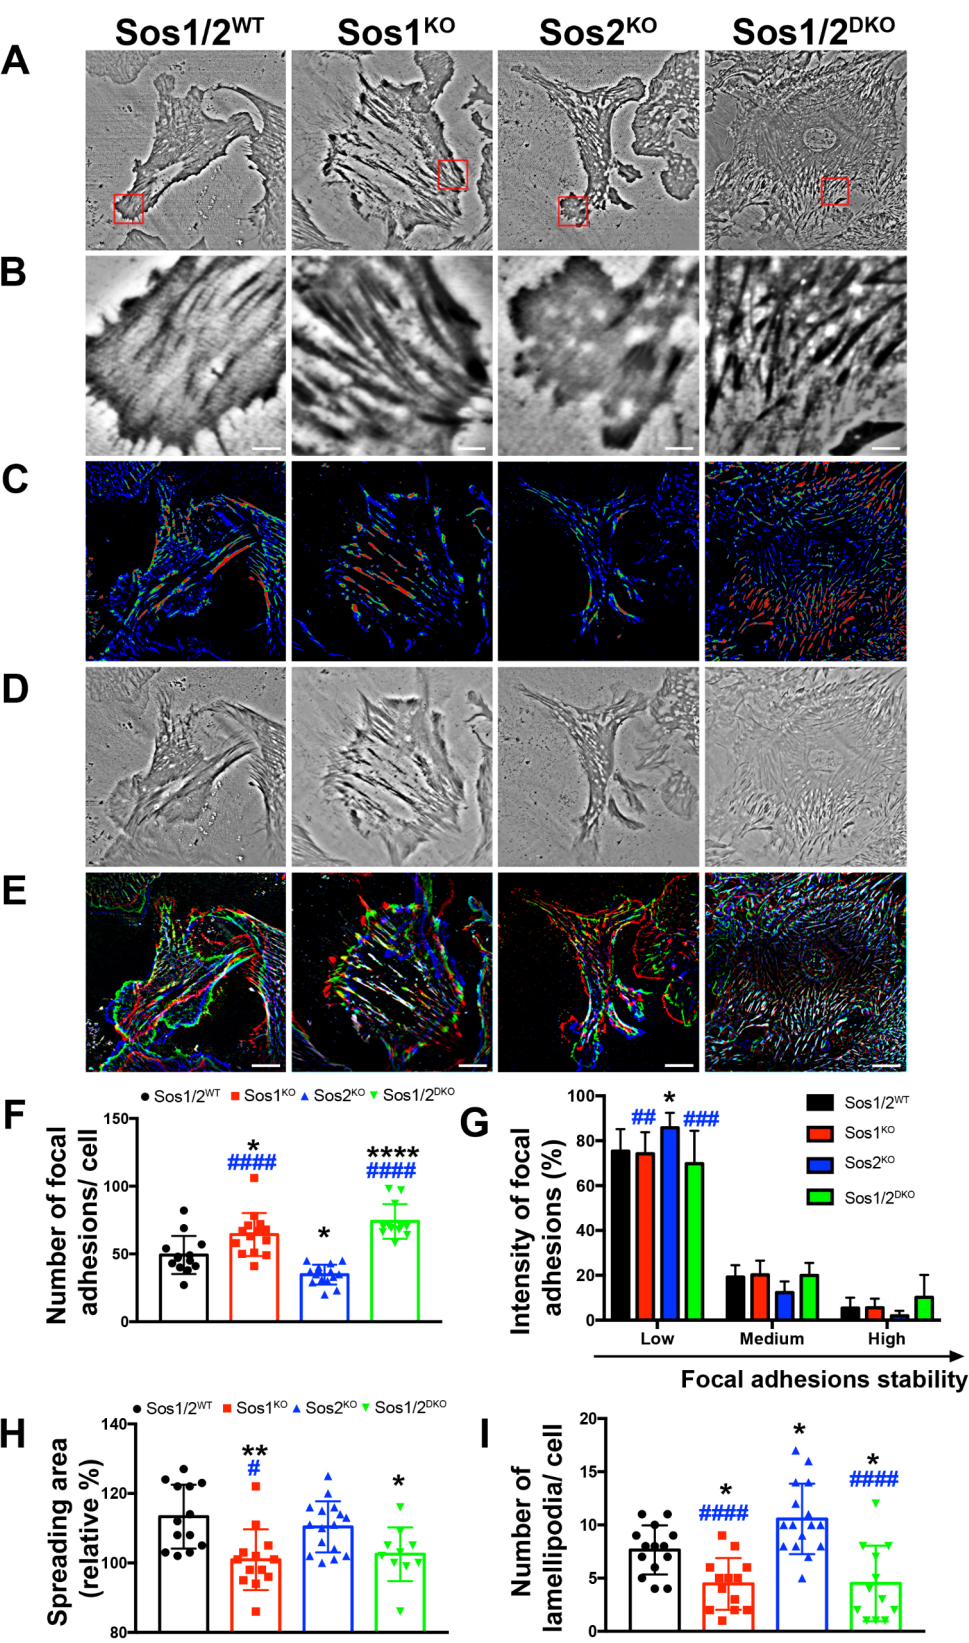 Sos1/2WT Sos1KO Sos2KO Sos1/2DKO
A
B
C
D
E
F
Sos1/2WT Sos1KO Sos2KO Sos1/2DKO
Number of focal
adhesions/ cell
150
100
50
0
*
####
*
****
####
G
Intensity of focal
adhesions (%)
100
80
60
40
20
0
##
*
###
Sos1/2WT
Sos1KO
Sos2KO
Sos1/2DKO
Low Medium High
Focal adhesions stability
H
Sos1/2WT Sos1KO Sos2KO Sos1/2DKO
Spreading area
(relative %)
140
120
100
80
**
#
*
I
Number of
lamellipodia/ cell
20
15
10
5
0
*
####
*
*
####